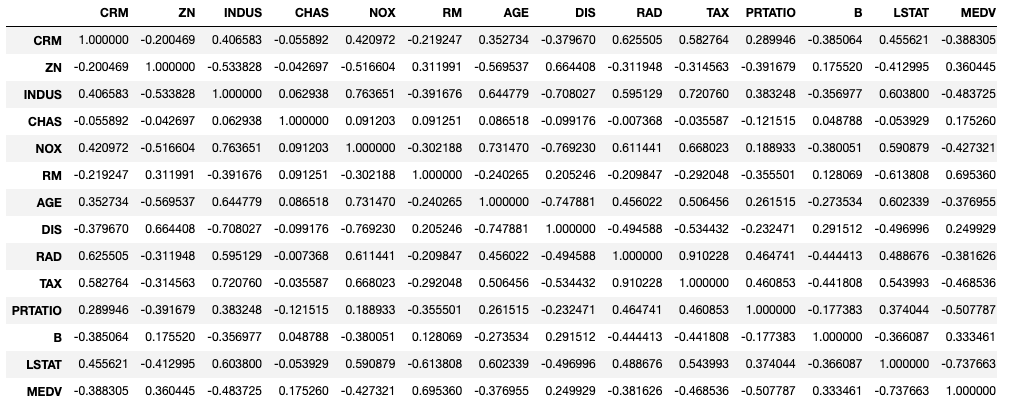 CRM ZN INDUS CHAS NOX RM AGE DIS RAD TAX PRTATIO B LSTAT MEDV
CRM 1.000000 -0.200469 0.406583 -0.055892 0.420972 -0.219247 0.352734 -0.379670 0.625505 0.582764 0.289946 -0.385064 0.455621 -0.388305
ZN -0.200469 1.000000 -0.533828 -0.042697 -0.516604 0.311991 -0.569537 0.664408 -0.311948 -0.314563 -0.391679 0.175520 -0.412995 0.360445
INDUS 0.406583 -0.533828 1.000000 0.062938 0.763651 -0.391676 0.644779 -0.708027 0.595129 0.720760 0.383248 -0.356977 0.603800 -0.483725
CHAS -0.055892 -0.042697 0.062938 1.000000 0.091203 0.091251 0.086518 -0.099176 -0.007368 -0.035587 -0.121515 0.048788 -0.053929 0.175260
NOX 0.420972 -0.516604 0.763651 0.091203 1.000000 -0.302188 0.731470 -0.769230 0.611441 0.668023 0.188933 -0.380051 0.590879 -0.427321
RM -0.219247 0.311991 -0.391676 0.091251 -0.302188 1.000000 -0.240265 0.205246 -0.209847 -0.292048 -0.355501 0.128069 -0.613808 0.695360
AGE 0.352734 -0.569537 0.644779 0.086518 0.731470 -0.240265 1.000000 -0.747881 0.456022 0.506456 0.261515 -0.273534 0.602339 -0.376955
DIS -0.379670 0.664408 -0.708027 -0.099176 -0.769230 0.205246 -0.747881 1.000000 -0.494588 -0.534432 -0.232471 0.291512 -0.496996 0.249929
RAD 0.625505 -0.311948 0.595129 -0.007368 0.611441 -0.209847 0.456022 -0.494588 1.000000 0.910228 0.464741 -0.444413 0.488676 -0.381626
TAX 0.582764 -0.314563 0.720760 -0.035587 0.668023 -0.292048 0.506456 -0.534432 0.910228 1.000000 0.460853 -0.441808 0.543993 -0.468536
PRTATIO 0.289946 -0.391679 0.383248 -0.121515 0.188933 -0.355501 0.261515 -0.232471 0.464741 0.460853 1.000000 -0.177383 0.374044 -0.507787
B -0.385064 0.175520 -0.356977 0.048788 -0.380051 0.128069 -0.273534 0.291512 -0.444413 -0.441808 -0.177383 1.000000 -0.366087 0.333461
LSTAT 0.455621 -0.412995 0.603800 -0.053929 0.590879 -0.613808 0.602339 -0.496996 0.488676 0.543993 0.374044 -0.366087 1.000000 -0.737663
MEDV -0.388305 0.360445 -0.483725 0.175260 -0.427321 0.695360 -0.376955 0.249929 -0.381626 -0.468536 -0.507787 0.333461 -0.737663 1.000000